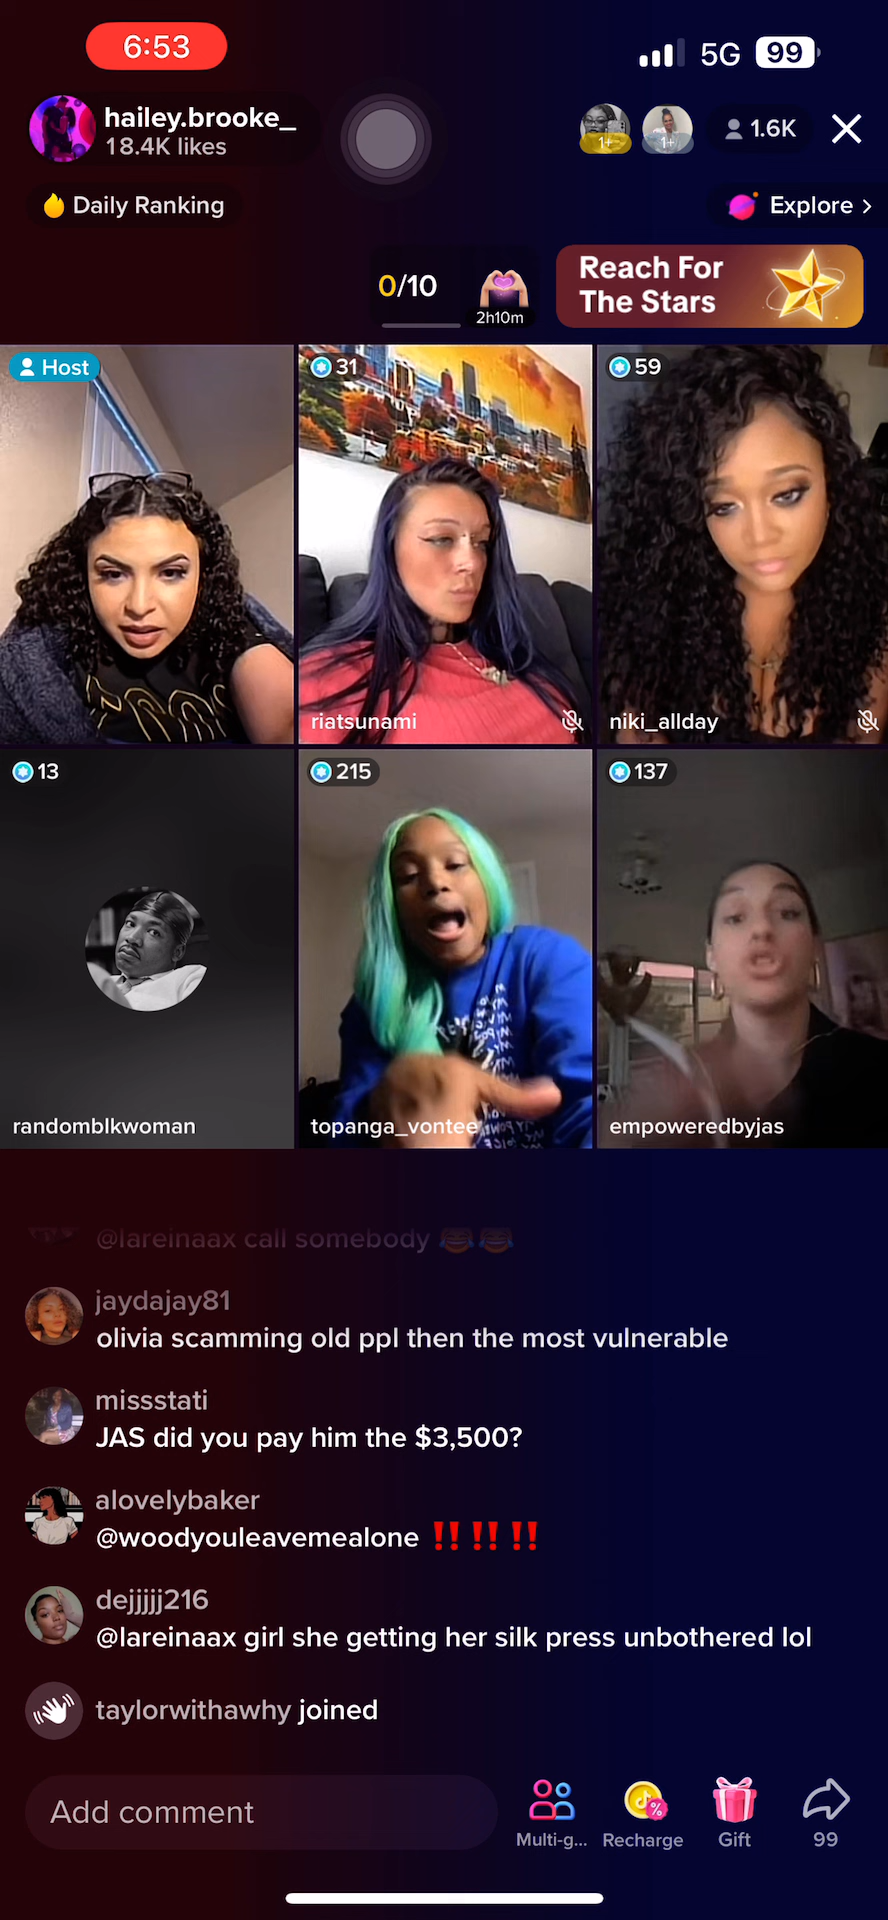 6:53
5G
99
hailey.brooke_
18.4K likes
1+
1+
1.6K
Daily Ranking
Explore >
0/10
2h10m
Reach For
The Stars
Host
31
59
riatsunami
niki_allday
13
215
137
randomblkwoman
topanga_vontee
empoweredbyjas
@lareinaax call somebody 😂😂
jaydajay81
olivia scamming old ppl then the most vulnerable
missstati
JAS did you pay him the $3,500?
alovelybaker
@woodyouleavemealone ‼️‼️‼️
dejjjjj216
@lareinaax girl she getting her silk press unbothered lol
taylorwithawhy joined
Add comment
Multi-g...
Recharge
Gift
99